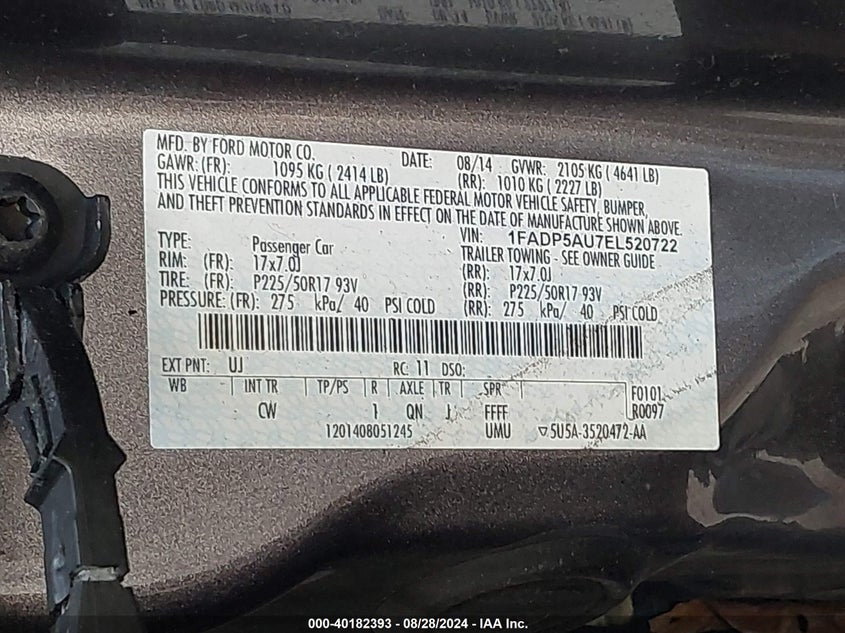 MFD. BY FORD MOTOR CO. DATE: 08/14 GVWR: 2105 KG ( 4641 LB)
GAWR: (FR): 1095 KG ( 2414 LB) (RR): 1010 KG ( 2227 LB)
THIS VEHICLE CONFORMS TO ALL APPLICABLE FEDERAL MOTOR VEHICLE SAFETY, BUMPER,
AND THEFT PREVENTION STANDARDS IN EFFECT ON THE DATE OF MANUFACTURE SHOWN ABOVE.
VIN: 1FADP5AU7EL520722
TYPE: Passenger Car TRAILER TOWING - SEE OWNER GUIDE
RIM: (FR): 17x7.0J (RR): 17x7.0J
TIRE: (FR): P225/50R17 93V (RR): P225/50R17 93V
PRESSURE: (FR): 275 kPa/ 40 PSI COLD (RR): 275 kPa/ 40 PSI COLD
EXT PNT: UJ RC: 11 DSO:
WB INT TR TP/PS R AXLE TR SPR F0101
CW 1 QN J FFFF R0097
1201408051245 UMU ▽5U5A-3520472-AA
000-40182393 - 08/28/2024 - IAA Inc.